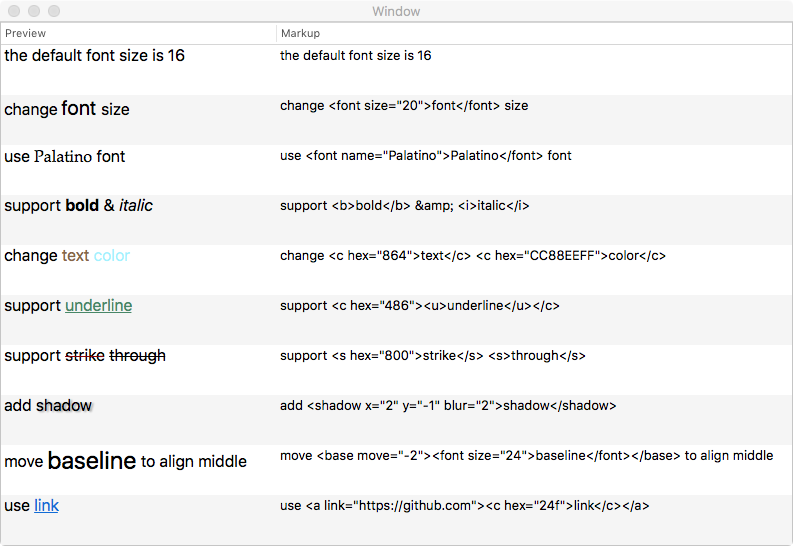 Window
Preview Markup
the default font size is 16 the default font size is 16
change font size change <font size="20">font</font> size
use Palatino font use <font name="Palatino">Palatino</font> font
support bold & italic support <b>bold</b> &amp; <i>italic</i>
change text color change <c hex="864">text</c> <c hex="CC88EEFF">color</c>
support underline support <c hex="486"><u>underline</u></c>
support strike through support <s hex="800">strike</s> <s>through</s>
add shadow add <shadow x="2" y="-1" blur="2">shadow</shadow>
move baseline to align middle move <base move="-2"><font size="24">baseline</font></base> to align middle
use link use <a link="https://github.com"><c hex="24f">link</c></a>